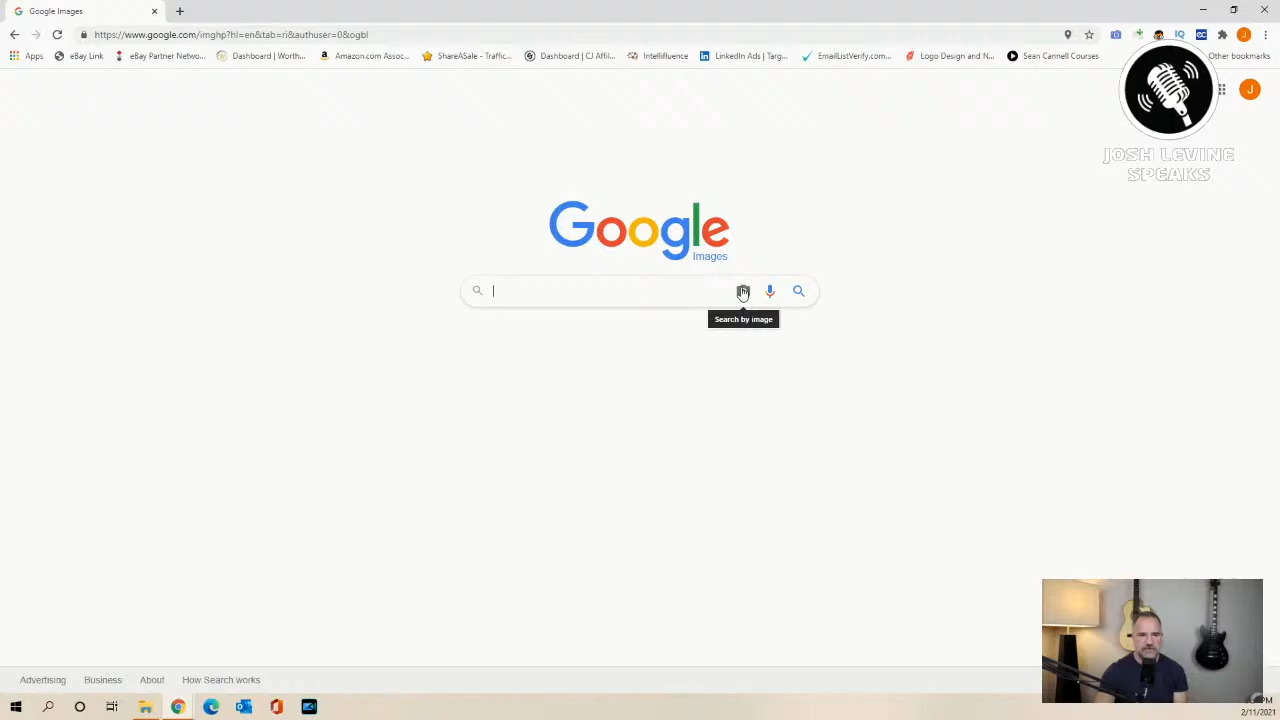 Google Images
https://www.google.com/imghp?hl=en&tab=ri&authuser=0&ogbl
Apps eBay Link eBay Partner Netwo... Dashboard | Worth... Amazon.com Assoc... ShareASale - Traffic... Dashboard | CJ Affil... Intellifluence LinkedIn Ads | Targ... EmailListVerify.com... Logo Design and N... Sean Cannell Courses Other bookmarks
IQ
J
JOSH LEVINE
SPEAKS
Google
Images
Search by image
Advertising Business About How Search works
PM
2/11/2021